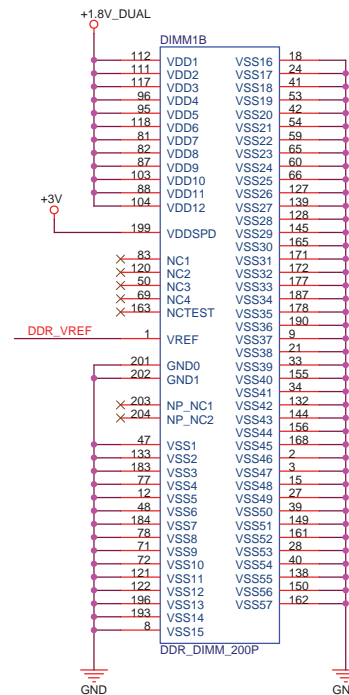 +1.8V_DUAL
DIMM1B
112 VDD1 VSS16 18
111 VDD2 VSS17 24
117 VDD3 VSS18 41
96 VDD4 VSS19 53
95 VDD5 VSS20 42
118 VDD6 VSS21 54
81 VDD7 VSS22 59
82 VDD8 VSS23 65
87 VDD9 VSS24 60
103 VDD10 VSS25 66
88 VDD11 VSS26 127
104 VDD12 VSS27 139
VSS28 128
+3V
199 VDDSPD VSS29 145
VSS30 165
83 NC1 VSS31 171
120 NC2 VSS32 172
50 NC3 VSS33 177
69 NC4 VSS34 187
163 NCTEST VSS35 178
VSS36 190
DDR_VREF 1 VREF VSS37 9
VSS38 21
201 GND0 VSS39 33
202 GND1 VSS40 155
VSS41 34
203 NP_NC1 VSS42 132
204 NP_NC2 VSS43 144
VSS44 156
47 VSS1 VSS45 168
133 VSS2 VSS46 2
183 VSS3 VSS47 3
77 VSS4 VSS48 15
12 VSS5 VSS49 27
48 VSS6 VSS50 39
184 VSS7 VSS51 149
78 VSS8 VSS52 161
71 VSS9 VSS53 28
72 VSS10 VSS54 40
121 VSS11 VSS55 138
122 VSS12 VSS56 150
196 VSS13 VSS57 162
193 VSS14
8 VSS15
DDR_DIMM_200P
GND GN